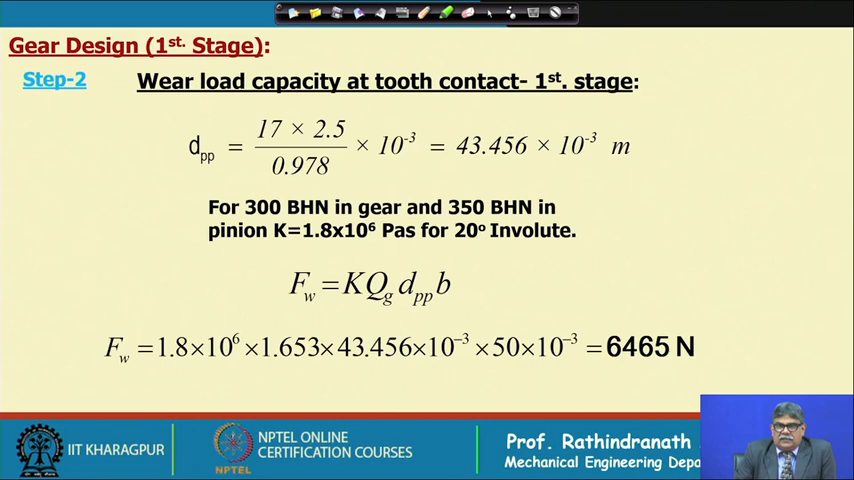 Gear Design (1st. Stage):
Step-2 Wear load capacity at tooth contact- 1st. stage:
dpp = 17 × 2.5 / 0.978 × 10⁻³ = 43.456 × 10⁻³ m
For 300 BHN in gear and 350 BHN in
pinion K=1.8x10⁶ Pas for 20º Involute.
Fw = KQg dpp b
Fw = 1.8×10⁶ ×1.653×43.456×10⁻³ ×50×10⁻³ = 6465 N
IIT KHARAGPUR
NPTEL
NPTEL ONLINE
CERTIFICATION COURSES
Prof. Rathindranath
Mechanical Engineering Depa